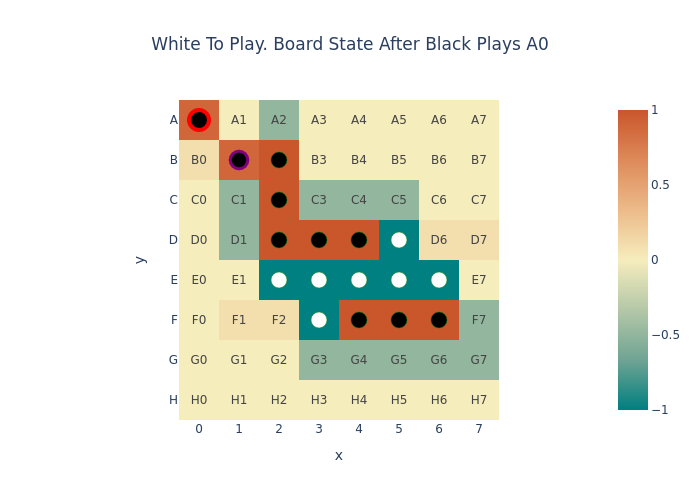 White To Play. Board State After Black Plays A0
A A1 A2 A3 A4 A5 A6 A7
B B0 B3 B4 B5 B6 B7
C C0 C1 C3 C4 C5 C6 C7
D D0 D1 D6 D7
E E0 E1 E7
F F0 F1 F2 F7
G G0 G1 G2 G3 G4 G5 G6 G7
H H0 H1 H2 H3 H4 H5 H6 H7
0 1 2 3 4 5 6 7
x
y
1
0.5
0
−0.5
−1